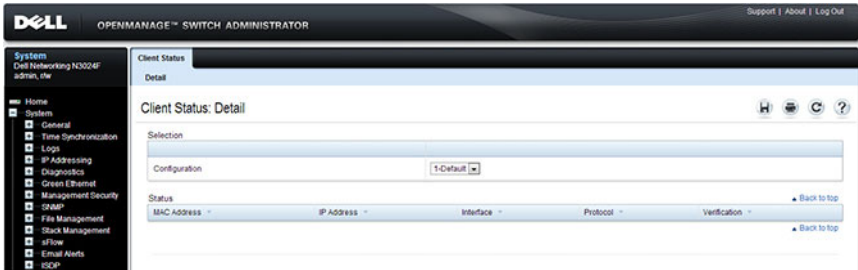 Support | About | Log Out
DELL OPENMANAGE™ SWITCH ADMINISTRATOR
System
Dell Networking N3024F
admin, r/w
Home
System
General
Time Synchronization
Logs
IP Addressing
Diagnostics
Green Ethernet
Management Security
SNMP
File Management
Stack Management
sFlow
Email Alerts
ISDP
Client Status
Detail
Client Status: Detail
Selection
Configuration 1-Default
Status Back to top
MAC Address IP Address Interface Protocol Verification
Back to top